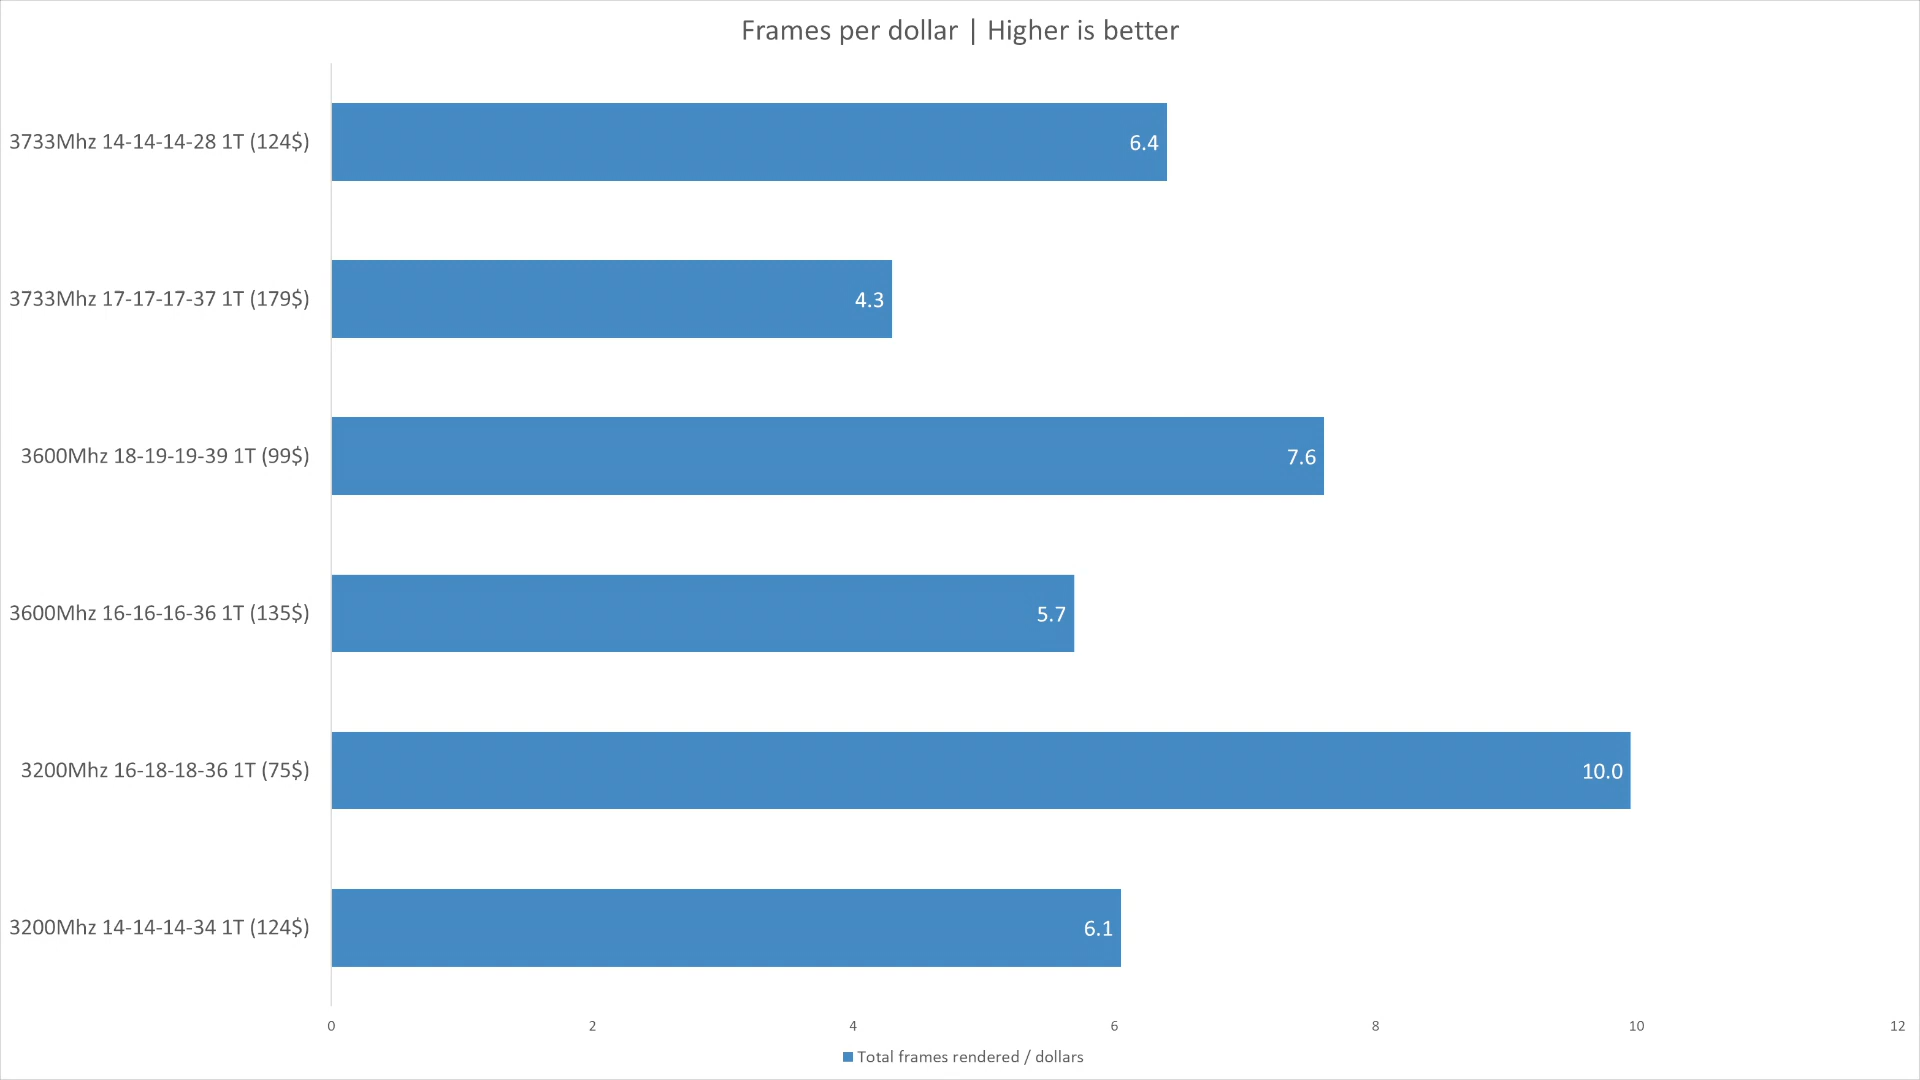 Frames per dollar | Higher is better
3733Mhz 14-14-14-28 1T (124$)
6.4
3733Mhz 17-17-17-37 1T (179$)
4.3
3600Mhz 18-19-19-39 1T (99$)
7.6
3600Mhz 16-16-16-36 1T (135$)
5.7
3200Mhz 16-18-18-36 1T (75$)
10.0
3200Mhz 14-14-14-34 1T (124$)
6.1
0 2 4 6 8 10 12
Total frames rendered / dollars